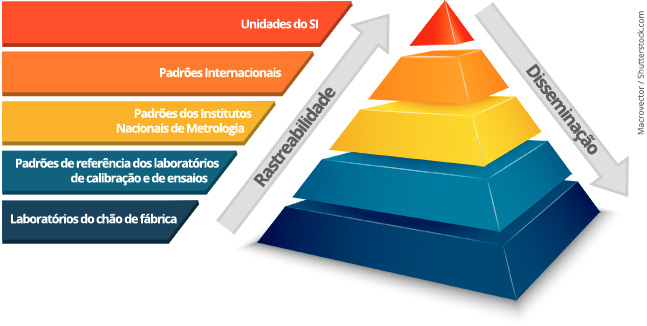 Unidades do SI
Padrões Internacionais
Padrões dos Institutos
Nacionais de Metrologia
Padrões de referência dos laboratórios
de calibração e de ensaios
Laboratórios do chão de fábrica
Rastreabilidade
Disseminação
Macrovector / Shutterstock.com